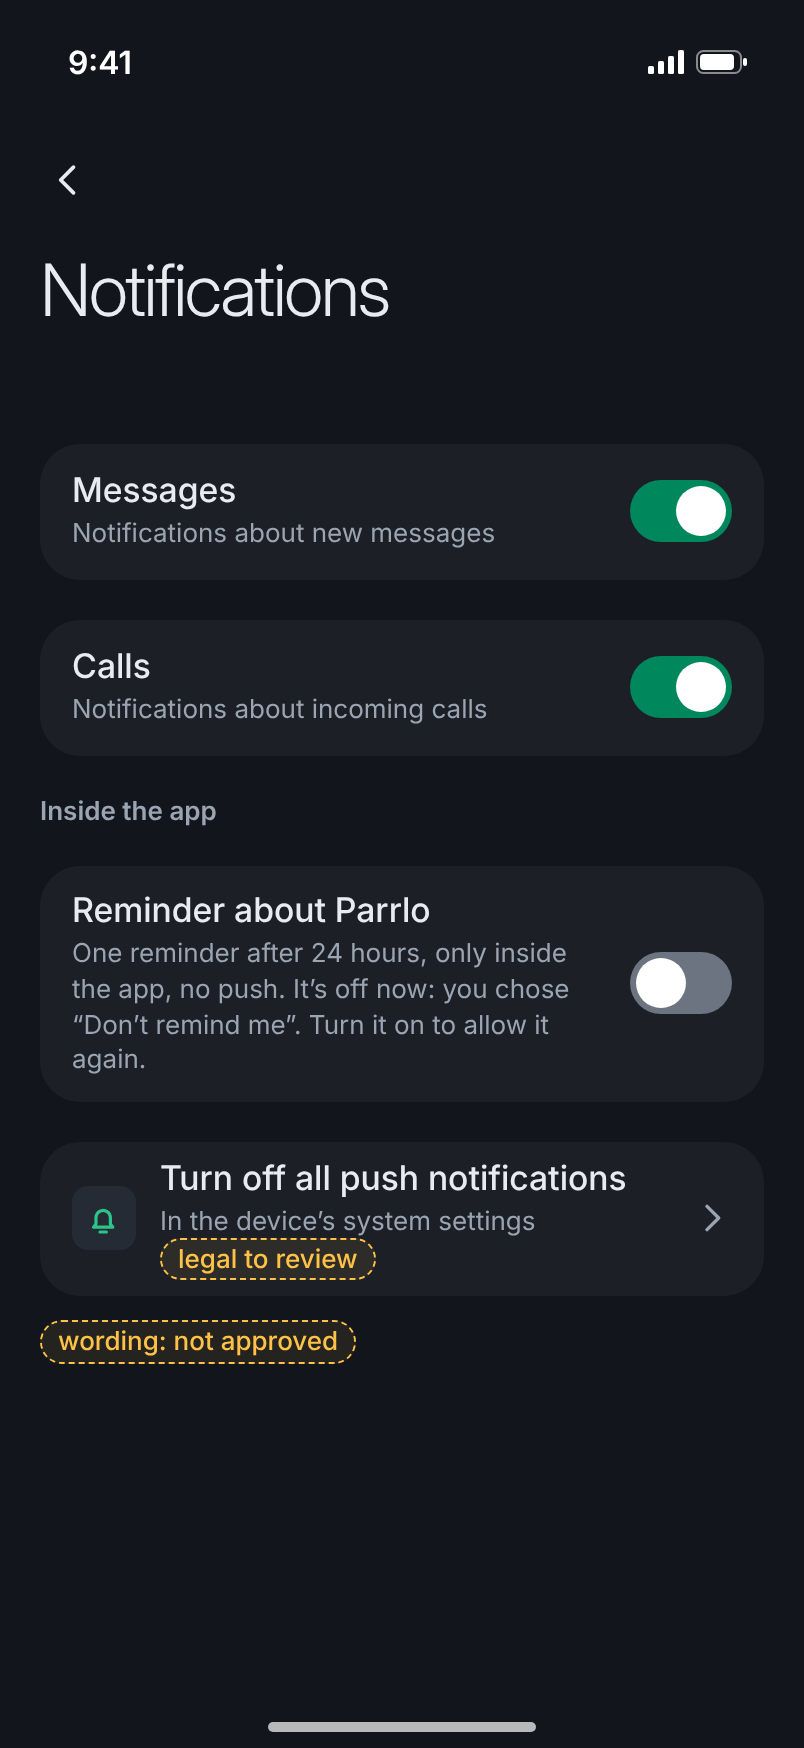 9:41
Notifications
Messages
Notifications about new messages
Calls
Notifications about incoming calls
Inside the app
Reminder about Parrlo
One reminder after 24 hours, only inside
the app, no push. It’s off now: you chose
“Don’t remind me”. Turn it on to allow it
again.
Turn off all push notifications
In the device’s system settings
legal to review
wording: not approved